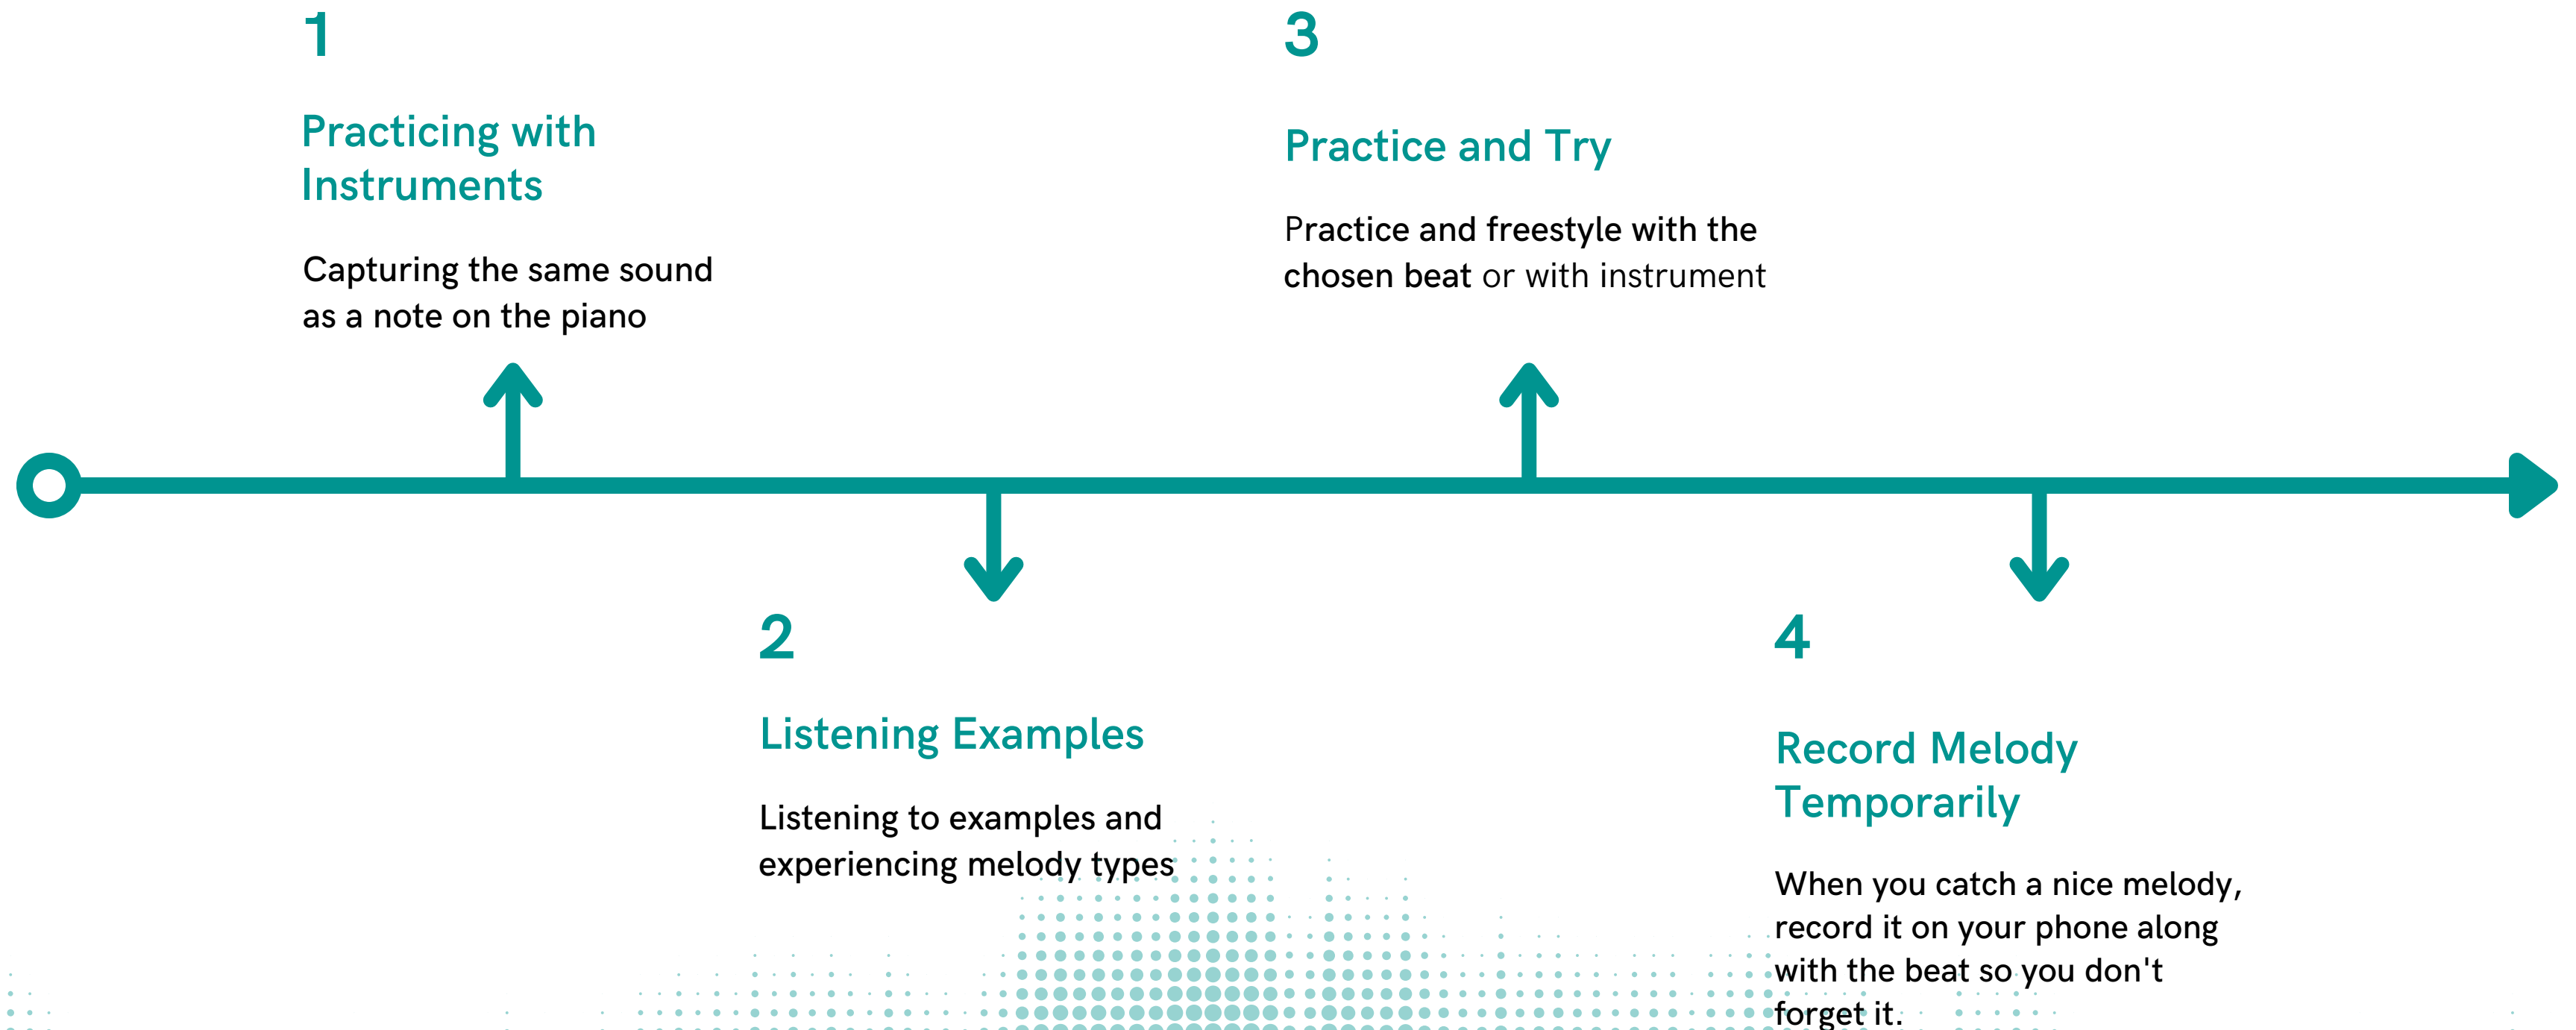 1
Practicing with
Instruments
Capturing the same sound
as a note on the piano
2
Listening Examples
Listening to examples and
experiencing melody types
3
Practice and Try
Practice and freestyle with the
chosen beat or with instrument
4
Record Melody
Temporarily
When you catch a nice melody,
record it on your phone along
with the beat so you don't
forget it.